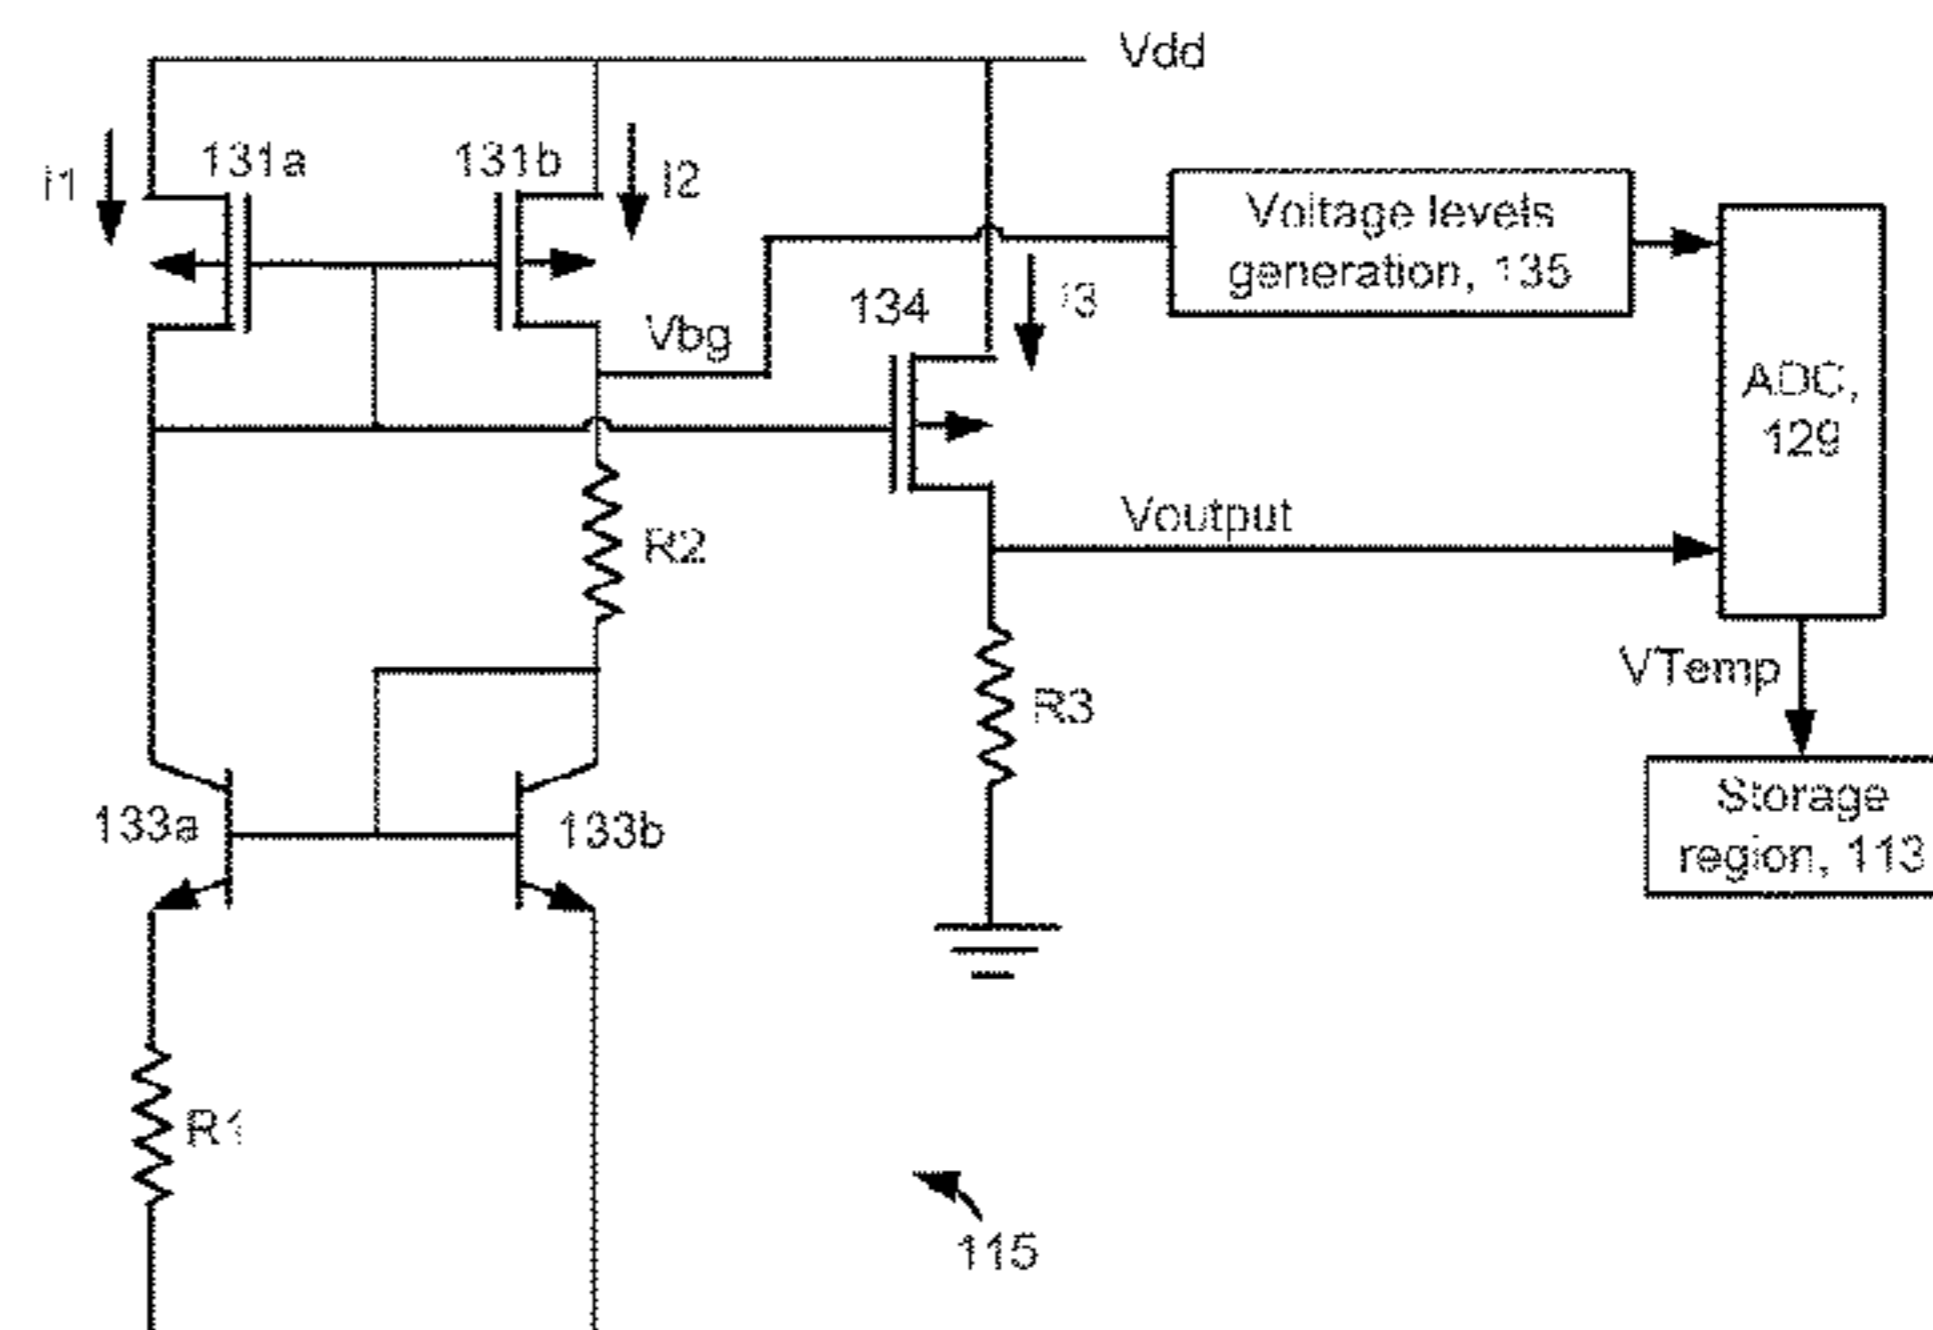 Vdd
i1
131a
131b
I2
Voltage levels
generation, 135
134
i3
Vbg
ADC,
129
Voutput
R2
VTemp
R3
Storage
region, 113
133a
133b
R1
115